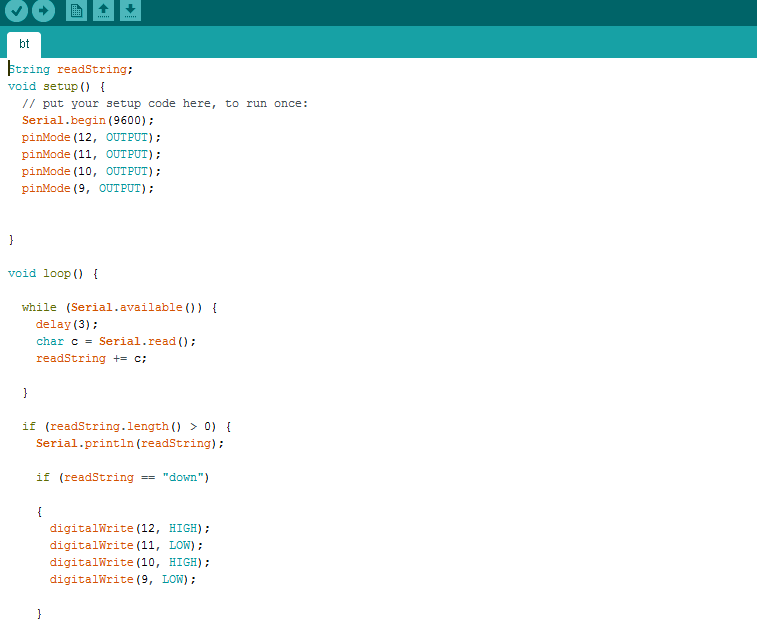 bt
String readString;
void setup() {
  // put your setup code here, to run once:
  Serial.begin(9600);
  pinMode(12, OUTPUT);
  pinMode(11, OUTPUT);
  pinMode(10, OUTPUT);
  pinMode(9, OUTPUT);
}
void loop() {
  while (Serial.available()) {
    delay(3);
    char c = Serial.read();
    readString += c;
  }
  if (readString.length() > 0) {
    Serial.println(readString);
    if (readString == "down")
    {
      digitalWrite(12, HIGH);
      digitalWrite(11, LOW);
      digitalWrite(10, HIGH);
      digitalWrite(9, LOW);
    }